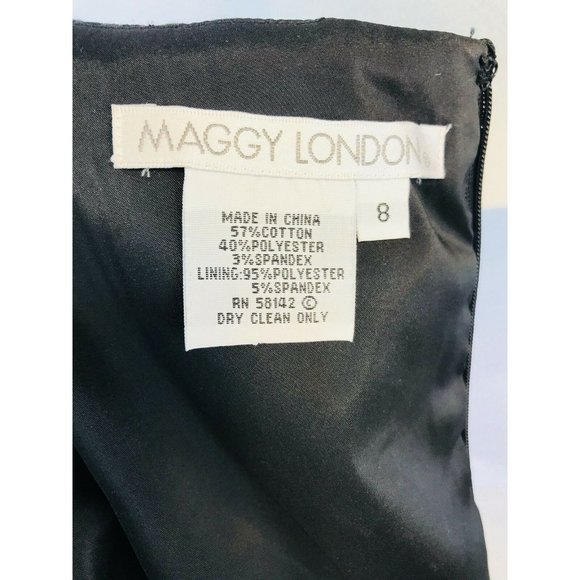 MAGGY LONDON
8
MADE IN CHINA
57%COTTON
40%POLYESTER
3%SPANDEX
LINING:95%POLYESTER
5%SPANDEX
RN 58142 ©
DRY CLEAN ONLY